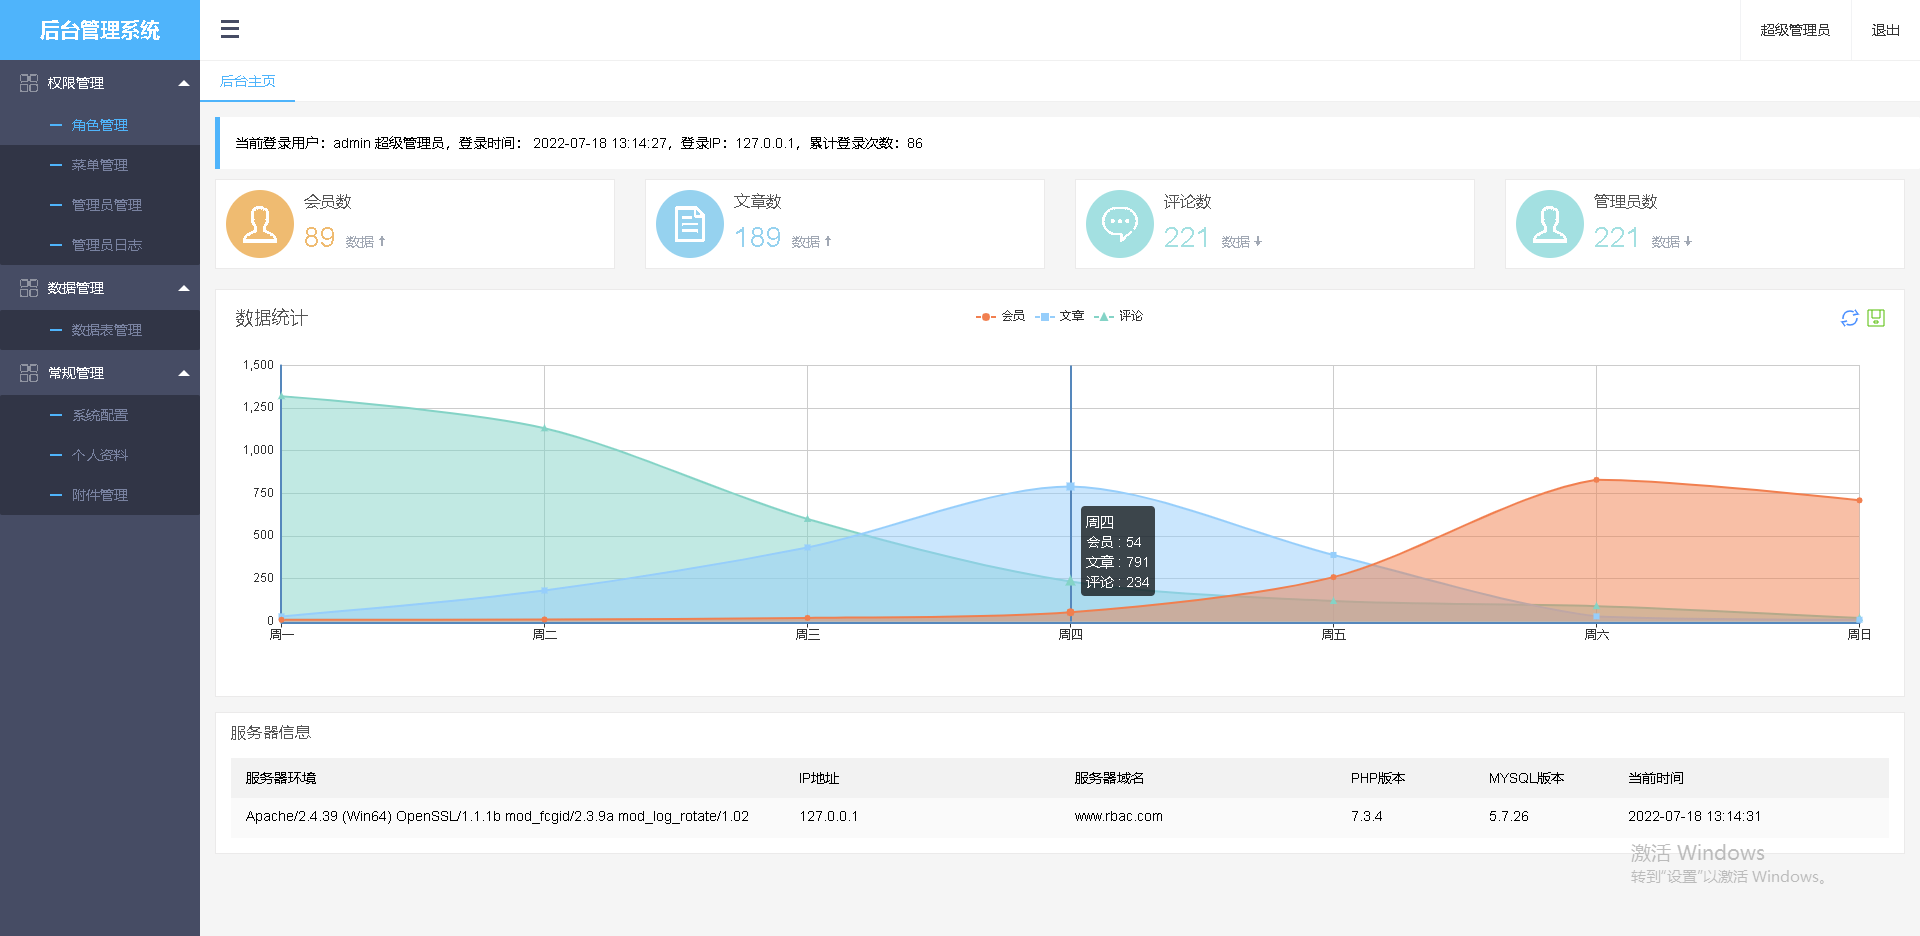 后台管理系统
超级管理员
退出
权限管理
角色管理
菜单管理
管理员管理
管理员日志
数据管理
数据表管理
常规管理
系统配置
个人资料
附件管理
后台主页
当前登录用户：admin 超级管理员，登录时间： 2022-07-18 13:14:27，登录IP：127.0.0.1，累计登录次数：86
会员数
89 数据
文章数
189 数据
评论数
221 数据
管理员数
221 数据
数据统计
会员 文章 评论
1,500
1,250
1,000
750
500
250
0
周一 周二 周三 周四 周五 周六 周日
周四
会员 : 54
文章 : 791
评论 : 234
服务器信息
服务器环境 IP地址 服务器域名 PHP版本 MYSQL版本 当前时间
Apache/2.4.39 (Win64) OpenSSL/1.1.1b mod_fcgid/2.3.9a mod_log_rotate/1.02 127.0.0.1 www.rbac.com 7.3.4 5.7.26 2022-07-18 13:14:31
激活 Windows
转到“设置”以激活 Windows。